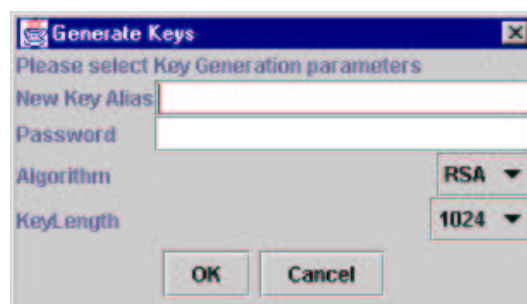 Generate Keys
Please select Key Generation parameters
New Key Alias
Password
Algorithm RSA
KeyLength 1024
OK Cancel